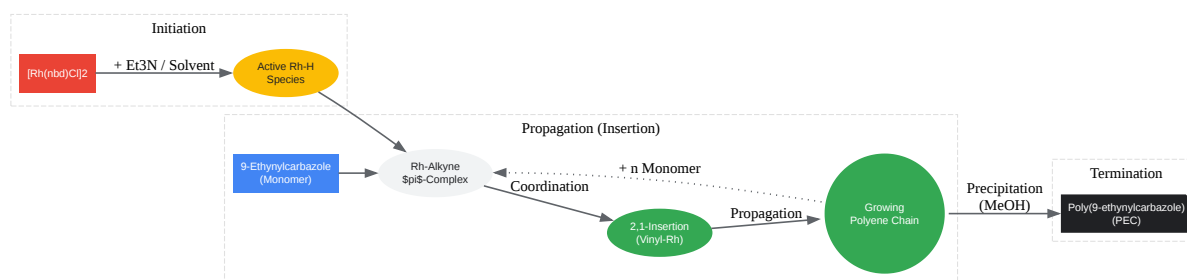 Initiation
[Rh(nbd)Cl]2
+ Et3N / Solvent
Active Rh-H
Species
Propagation (Insertion)
9-Ethynylcarbazole
(Monomer)
Rh-Alkyne
$pi$-Complex
+ n Monomer
Coordination
2,1-Insertion
(Vinyl-Rh)
Propagation
Growing
Polyene Chain
Precipitation
(MeOH)
Termination
Poly(9-ethynylcarbazole)
(PEC)